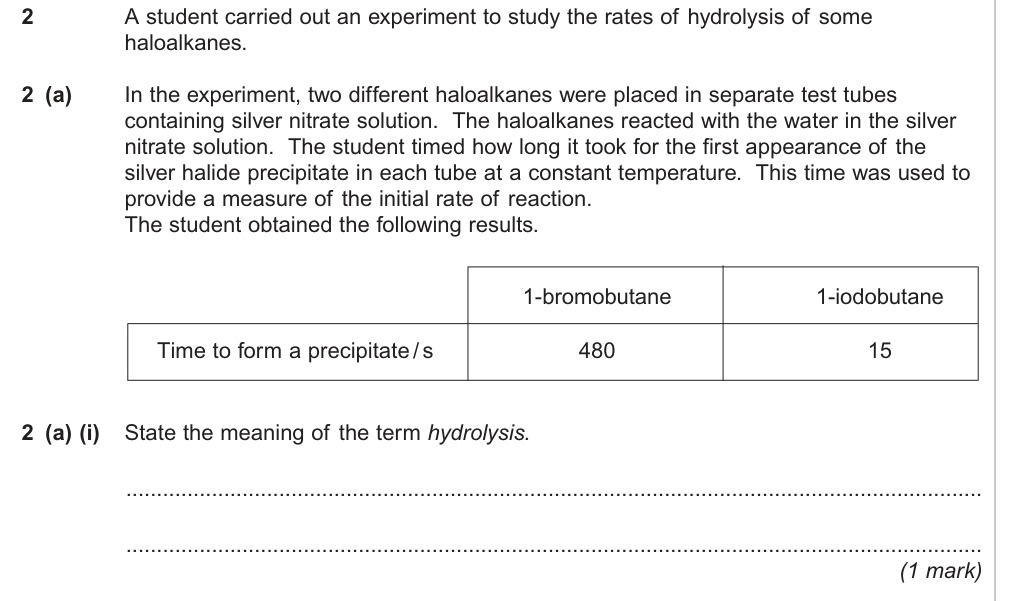 2 A student carried out an experiment to study the rates of hydrolysis of some
haloalkanes.
2 (a) In the experiment, two different haloalkanes were placed in separate test tubes
containing silver nitrate solution. The haloalkanes reacted with the water in the silver
nitrate solution. The student timed how long it took for the first appearance of the
silver halide precipitate in each tube at a constant temperature. This time was used to
provide a measure of the initial rate of reaction.
The student obtained the following results.
1-bromobutane 1-iodobutane
Time to form a precipitate / s 480 15
2 (a) (i) State the meaning of the term hydrolysis.
(1 mark)